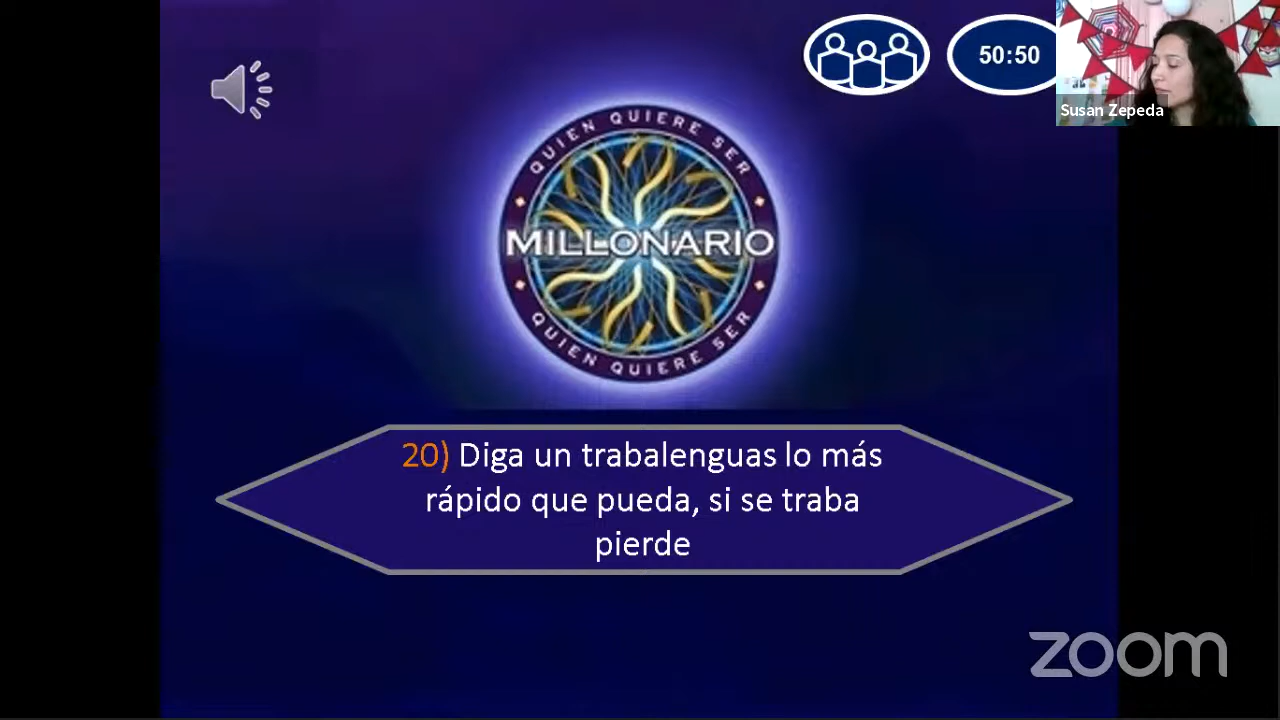 50:50
Susan Zepeda
QUIEN QUIERE SER
MILLONARIO
QUIEN QUIERE SER
20) Diga un trabalenguas lo más
rápido que pueda, si se traba
pierde
zoom